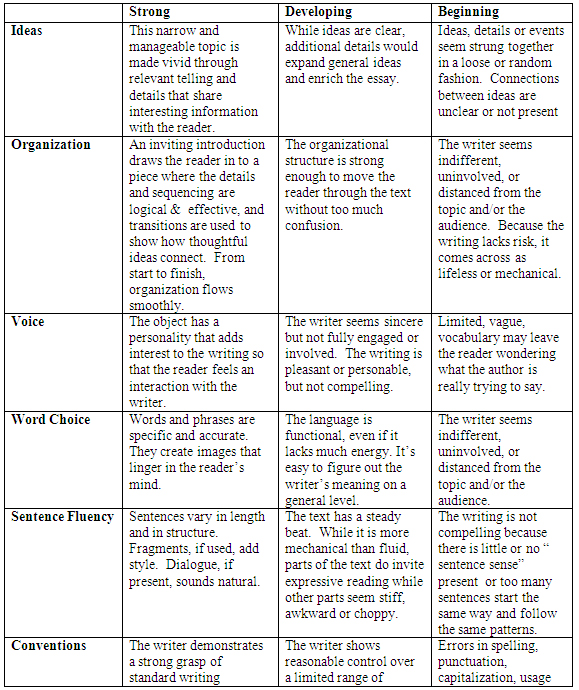 Strong Developing Beginning
Ideas
This narrow and
manageable topic is
made vivid through
relevant telling and
details that share
interesting information
with the reader.
While ideas are clear,
additional details would
expand general ideas
and enrich the essay.
Ideas, details or events
seem strung together
in a loose or random
fashion.  Connections
between ideas are
unclear or not present
Organization
An inviting introduction
draws the reader in to a
piece where the details
and sequencing are
logical &  effective, and
transitions are used to
show how thoughtful
ideas connect.  From
start to finish,
organization flows
smoothly.
The organizational
structure is strong
enough to move the
reader through the text
without too much
confusion.
The writer seems
indifferent,
uninvolved, or
distanced from the
topic and/or the
audience.  Because the
writing lacks risk, it
comes across as
lifeless or mechanical.
Voice
The object has a
personality that adds
interest to the writing so
that the reader feels an
interaction with the
writer.
The writer seems sincere
but not fully engaged or
involved.  The writing is
pleasant or personable,
but not compelling.
Limited, vague,
vocabulary may leave
the reader wondering
what the author is
really trying to say.
Word Choice
Words and phrases are
specific and accurate.
They create images that
linger in the reader’s
mind.
The language is
functional, even if it
lacks much energy. It’s
easy to figure out the
writer’s meaning on a
general level.
The writer seems
indifferent,
uninvolved, or
distanced from the
topic and/or the
audience.
Sentence Fluency
Sentences vary in length
and in structure.
Fragments, if used, add
style.  Dialogue, if
present, sounds natural.
The text has a steady
beat.  While it is more
mechanical than fluid,
parts of the text do invite
expressive reading while
other parts seem stiff,
awkward or choppy.
The writing is not
compelling because
there is little or no “
sentence sense”
present  or too many
sentences start the
same way and follow
the same patterns.
Conventions
The writer demonstrates
a strong grasp of
standard writing
The writer shows
reasonable control over
a limited range of
Errors in spelling,
punctuation,
capitalization, usage